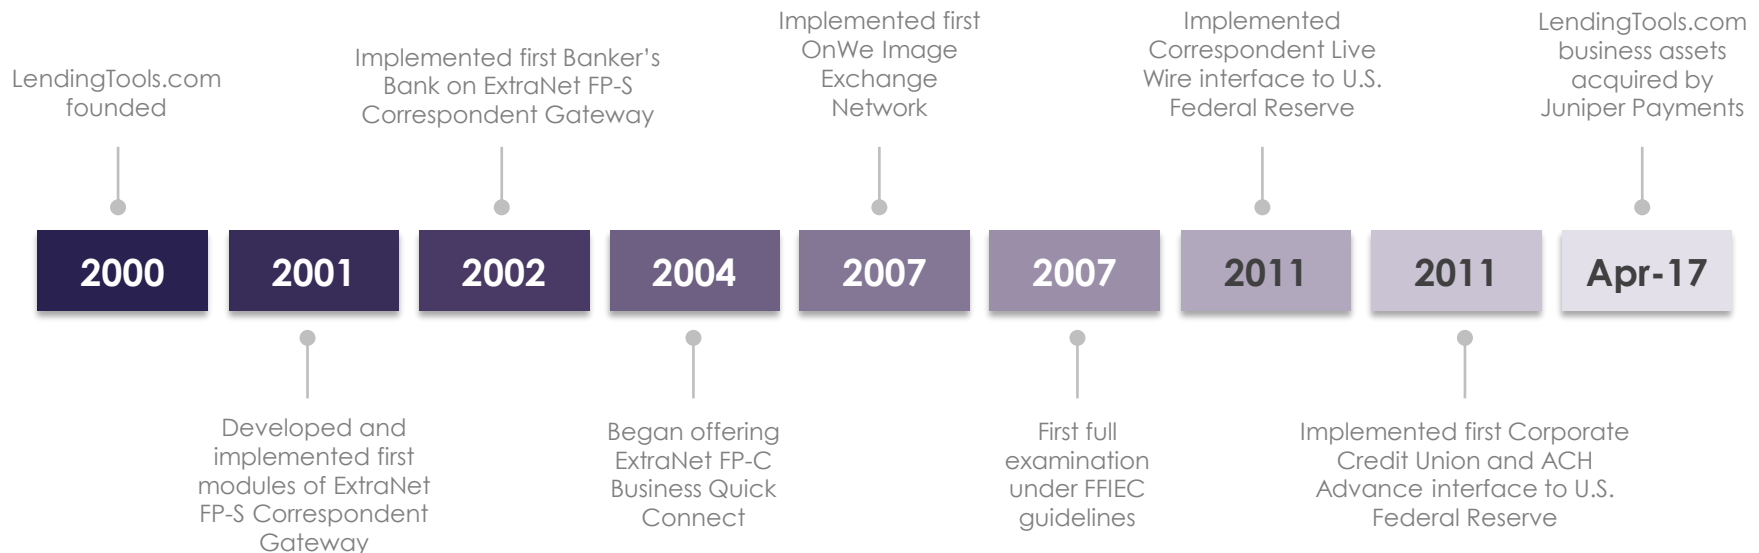 LendingTools.com
founded
Implemented first Banker's
Bank on ExtraNet FP-S
Correspondent Gateway
Implemented first
OnWe Image
Exchange
Network
Implemented
Correspondent Live
Wire interface to U.S.
Federal Reserve
LendingTools.com
business assets
acquired by
Juniper Payments
2000
2001
2002
2004
2007
2007
2011
2011
Apr-17
Developed and
implemented first
modules of ExtraNet
FP-S Correspondent
Gateway
Began offering
ExtraNet FP-C
Business Quick
Connect
First full
examination
under FFIEC
guidelines
Implemented first Corporate
Credit Union and ACH
Advance interface to U.S.
Federal Reserve